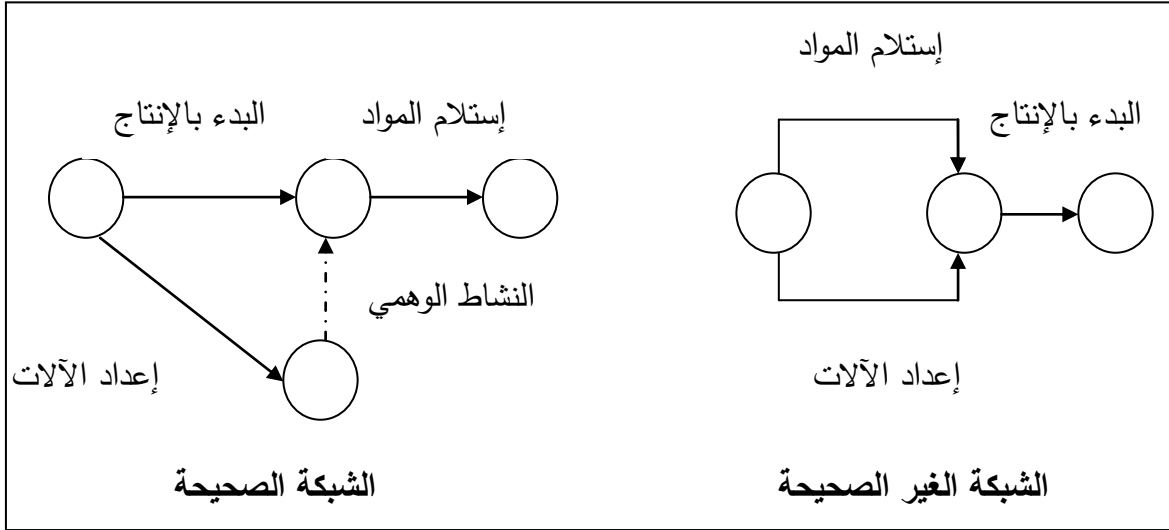 إستلام المواد
البدء بالإنتاج
إعداد الآلات
الشبكة الغير الصحيحة
إستلام المواد
البدء بالإنتاج
النشاط الوهمي
إعداد الآلات
الشبكة الصحيحة